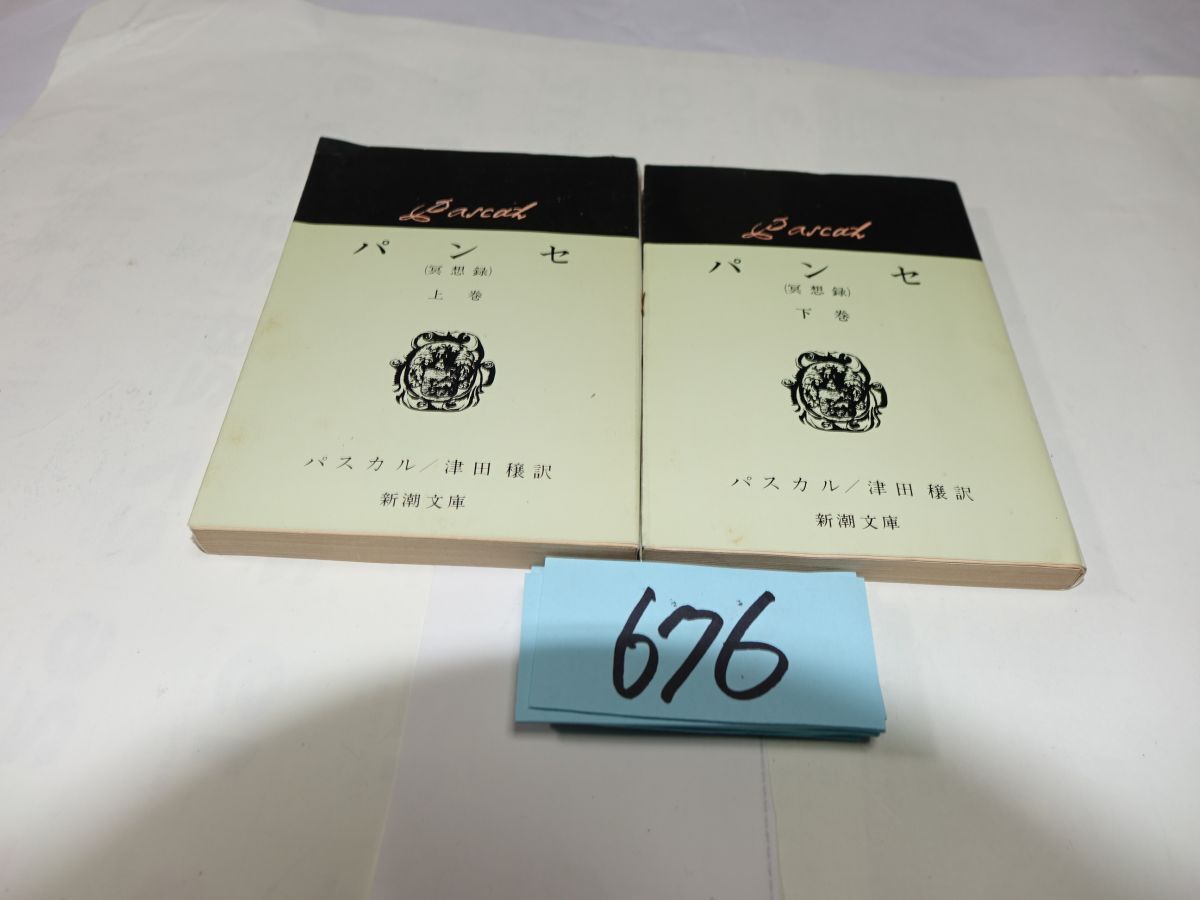 Pascal
パンセ
(冥想録)
上巻
パスカル/津田穣訳
新潮文庫
Pascal
パンセ
(冥想録)
下巻
パスカル/津田穣訳
新潮文庫
676